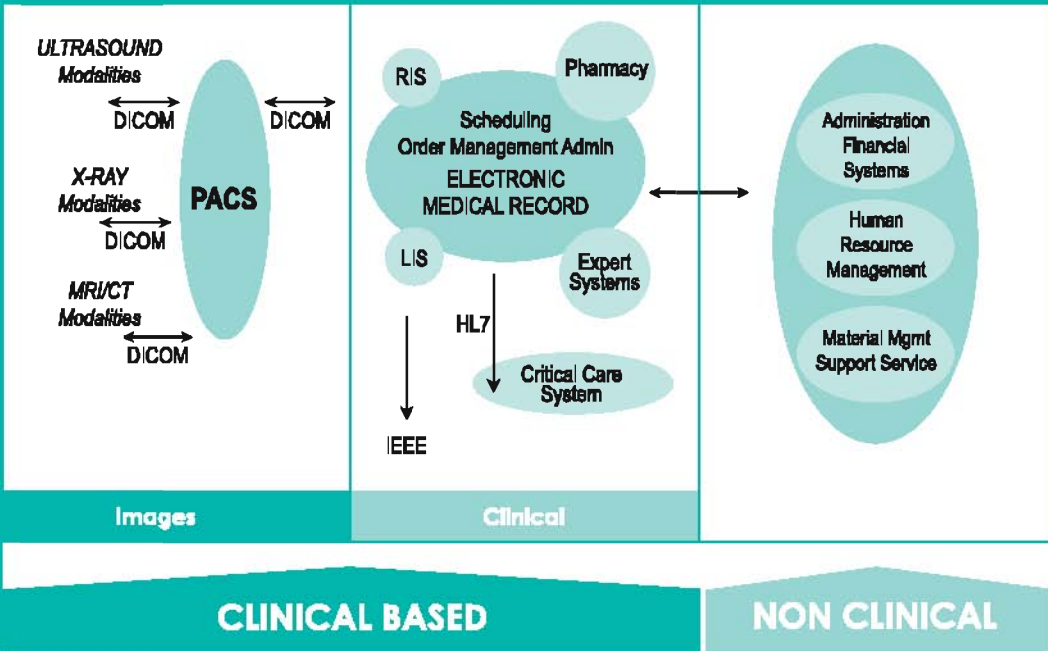 ULTRASOUND
Modalities
DICOM
DICOM
X-RAY
Modalities
PACS
DICOM
MRI/CT
Modalities
DICOM
RIS
Pharmacy
Scheduling
Order Management Admin
ELECTRONIC
MEDICAL RECORD
LIS
Expert
Systems
HL7
Critical Care
System
IEEE
Administration
Financial
Systems
Human
Resource
Management
Material Mgmt
Support Service
Images
Clinical
CLINICAL BASED
NON CLINICAL